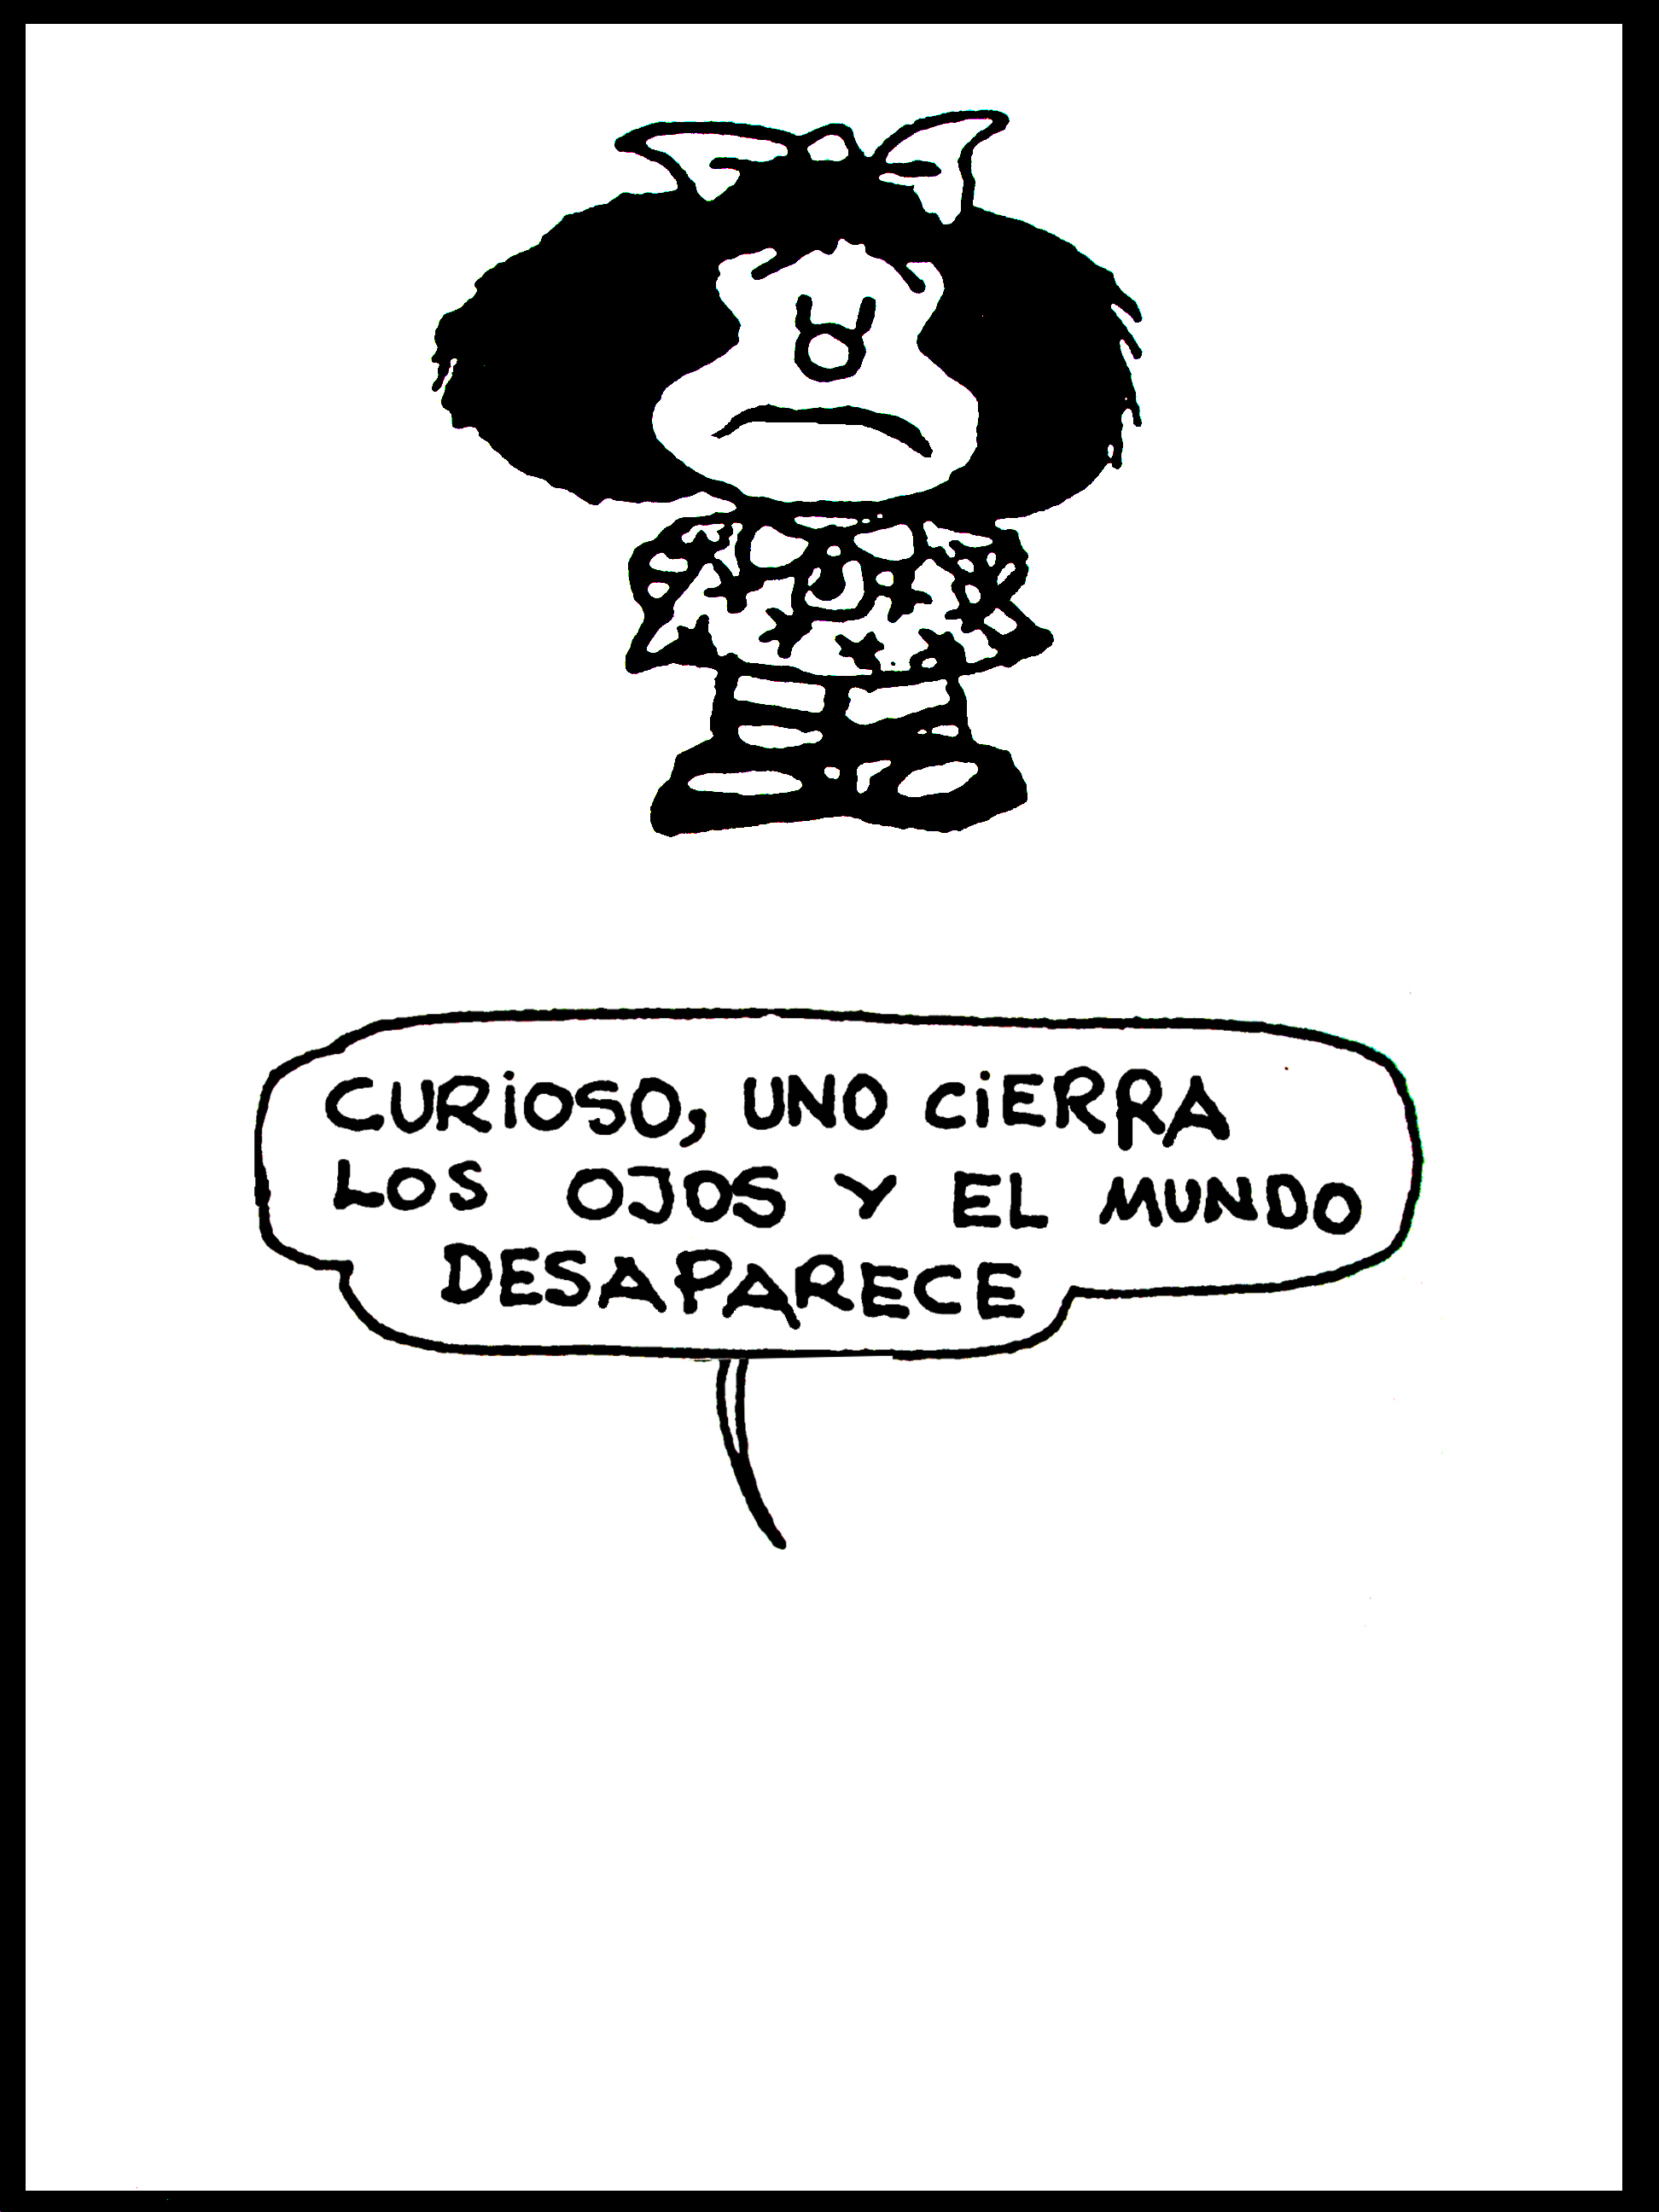 CURiOSO, UNO CiERRA
LOS OJOS Y EL MUNDO
DESAPARECE